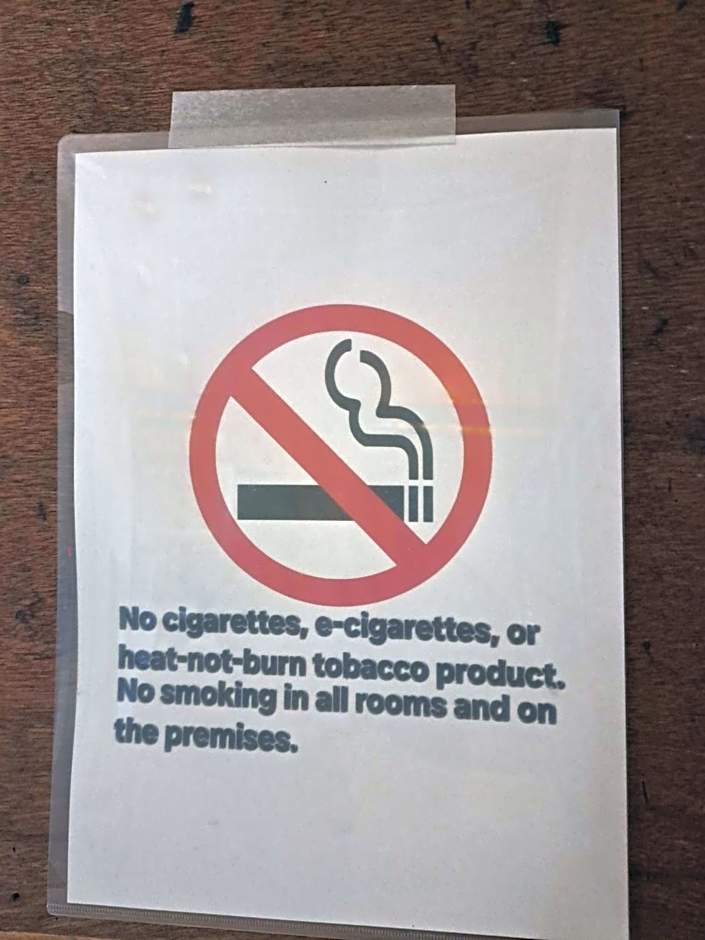 No cigarettes, e-cigarettes, or
heat-not-burn tobacco product.
No smoking in all rooms and on
the premises.